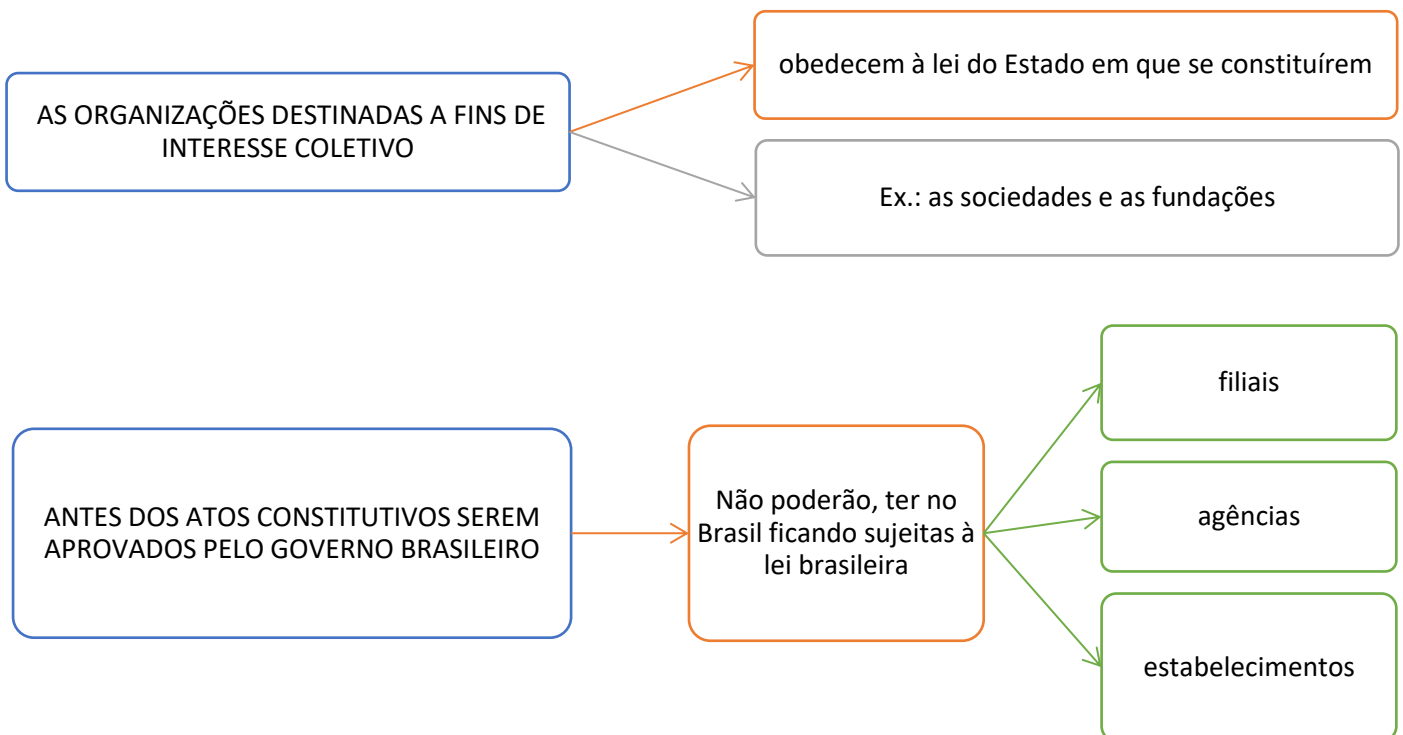 AS ORGANIZAÇÕES DESTINADAS A FINS DE
INTERESSE COLETIVO
obedecem à lei do Estado em que se constituírem
Ex.: as sociedades e as fundações
ANTES DOS ATOS CONSTITUTIVOS SEREM
APROVADOS PELO GOVERNO BRASILEIRO
Não poderão, ter no
Brasil ficando sujeitas à
lei brasileira
filiais
agências
estabelecimentos